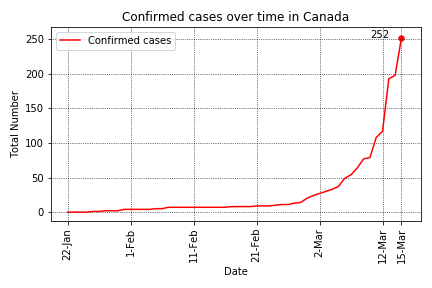 Confirmed cases over time in Canada
Confirmed cases
252
Total Number
250
200
150
100
50
0
22-Jan
1-Feb
11-Feb
21-Feb
2-Mar
12-Mar
15-Mar
Date